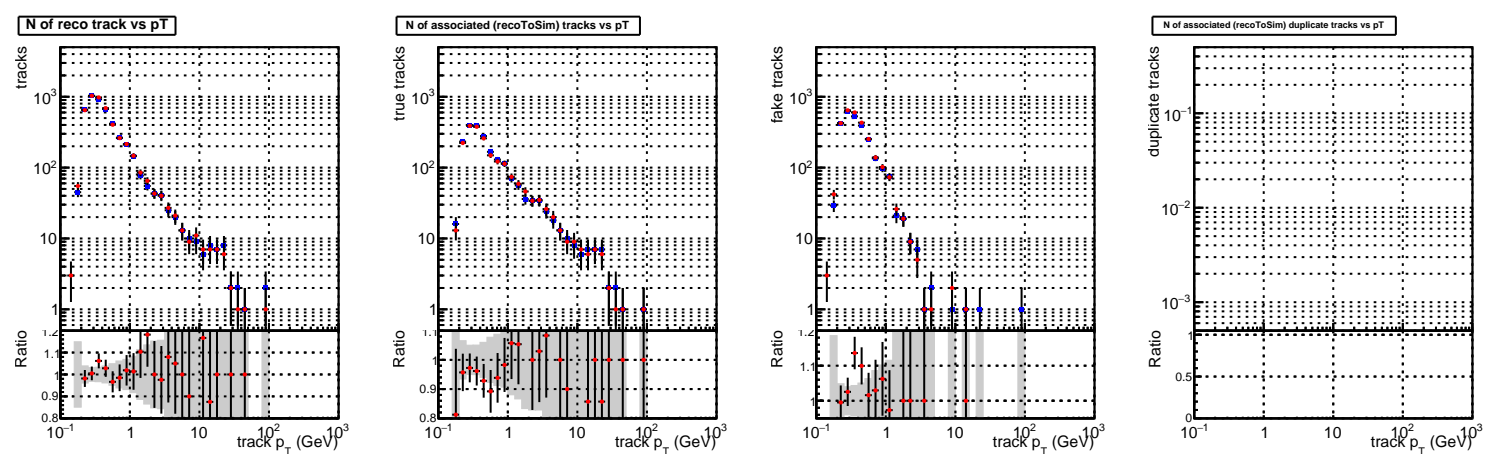 N of reco track vs pT
tracks
10³
10²
10
1
Ratio
1.2
1.1
1
0.9
0.8
10⁻¹ 1 10 10² 10³
track p_T (GeV)
N of associated (recoToSim) tracks vs pT
true tracks
10³
10²
10
1
Ratio
1.1
1
0.9
0.8
10⁻¹ 1 10 10² 10³
track p_T (GeV)
fake tracks
10³
10²
10
1
Ratio
1.2
1.1
1
10⁻¹ 1 10 10² 10³
track p_T (GeV)
N of associated (recoToSim) duplicate tracks vs pT
duplicate tracks
10⁻¹
10⁻²
10⁻³
Ratio
1
0.5
0
10⁻¹ 1 10 10² 10³
track p_T (GeV)